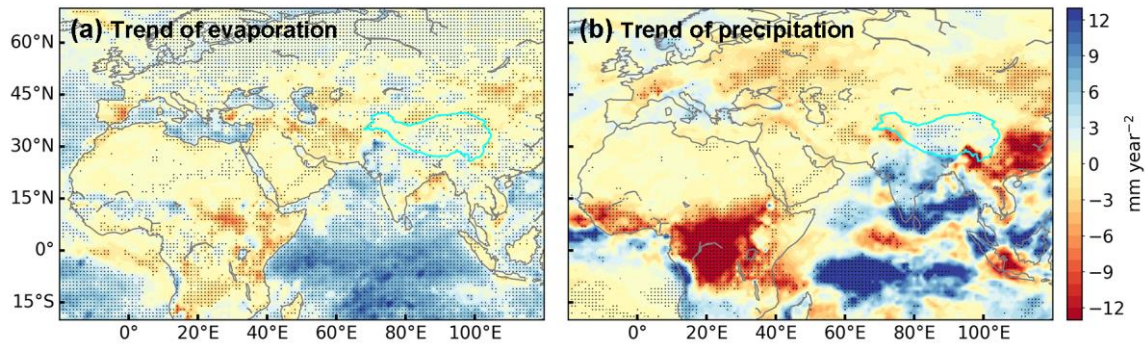 (a) Trend of evaporation
(b) Trend of precipitation
60°N
45°N
30°N
15°N
0°
15°S
0° 20°E 40°E 60°E 80°E 100°E
0° 20°E 40°E 60°E 80°E 100°E
12
9
6
3
0
−3
−6
−9
−12
mm year⁻²